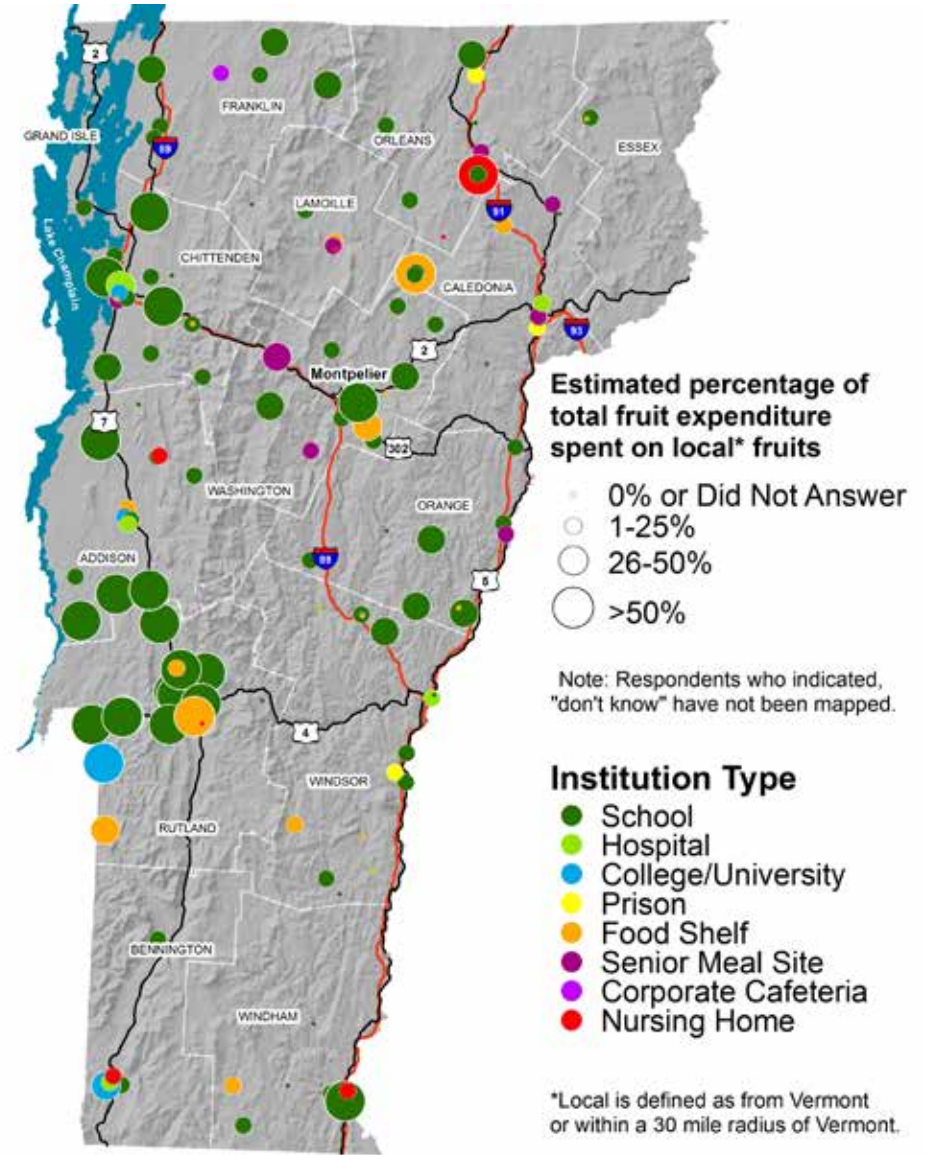 2
FRANKLIN
GRAND ISLE
ORLEANS
ESSEX
89
LAMOILLE
91
Lake Champlain
CHITTENDEN
CALEDONIA
93
2
Montpelier
7
302
WASHINGTON
ORANGE
ADDISON
89
5
4
WINDSOR
RUTLAND
BENNINGTON
WINDHAM
Estimated percentage of
total fruit expenditure
spent on local* fruits
0% or Did Not Answer
1-25%
26-50%
>50%
Note: Respondents who indicated,
"don't know" have not been mapped.
Institution Type
School
Hospital
College/University
Prison
Food Shelf
Senior Meal Site
Corporate Cafeteria
Nursing Home
*Local is defined as from Vermont
or within a 30 mile radius of Vermont.